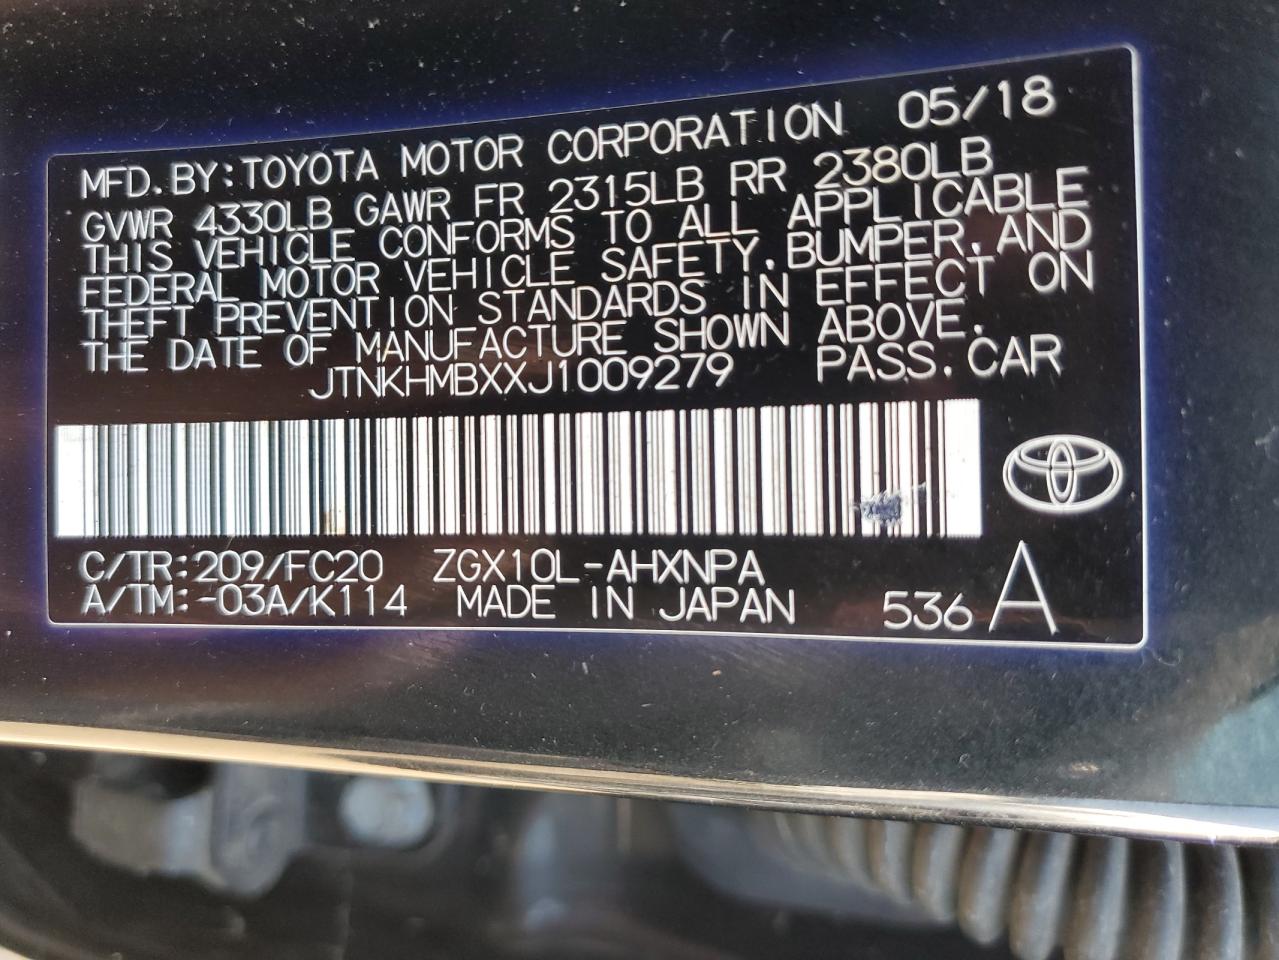 MFD. BY: TOYOTA MOTOR CORPORATION 05/18
GVWR 4330LB GAWR FR 2315LB RR 2380LB
THIS VEHICLE CONFORMS TO ALL APPLICABLE
FEDERAL MOTOR VEHICLE SAFETY, BUMPER, AND
THEFT PREVENTION STANDARDS IN EFFECT ON
THE DATE OF MANUFACTURE SHOWN ABOVE.
JTNKHMBXXJ1009279 PASS. CAR
C/TR: 209/FC20 ZGX10L-AHXNPA
A/TM: -03A/K114 MADE IN JAPAN 536 A